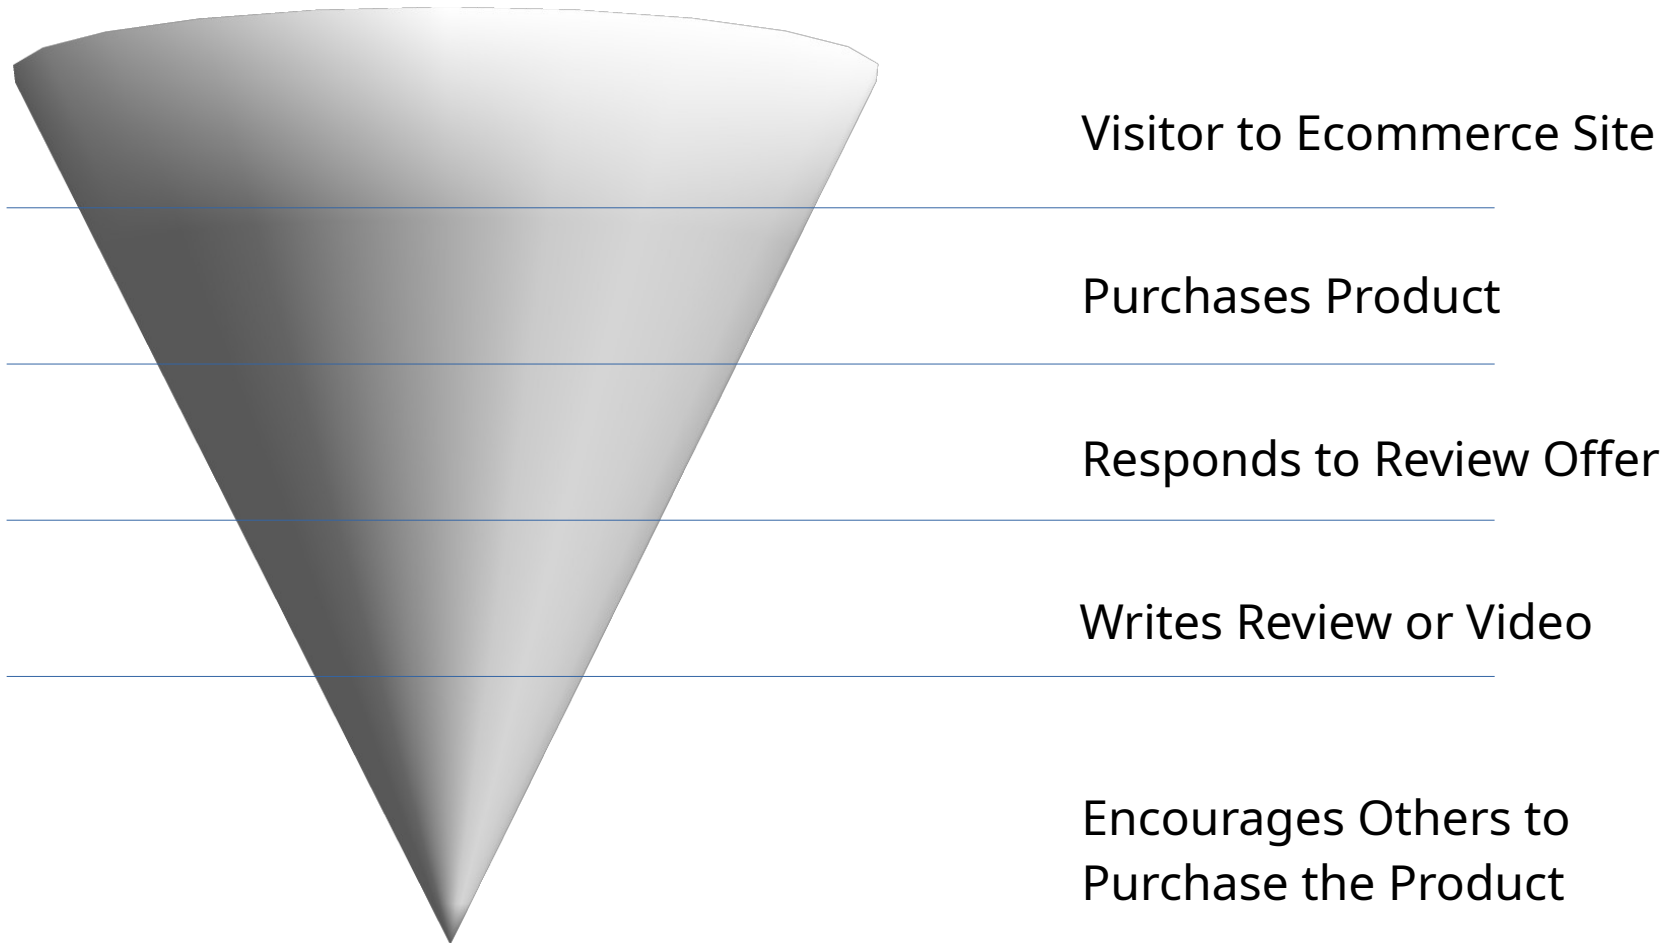 Visitor to Ecommerce Site
Purchases Product
Responds to Review Offer
Writes Review or Video
Encourages Others to
Purchase the Product